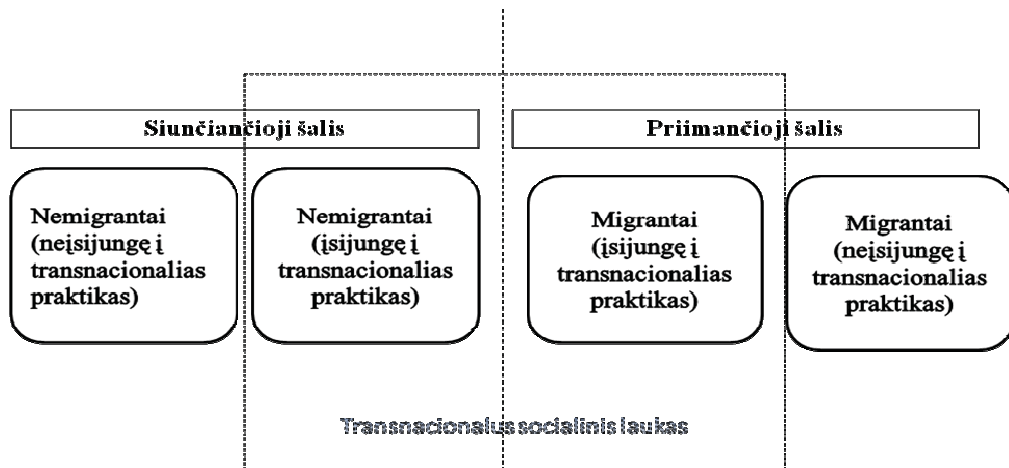 Siunčiančioji šalis
Priimančioji šalis
Nemigrantai
(neįsijungę į
transnacionalias
praktikas)
Nemigrantai
(įsijungę į
transnacionalias
praktikas)
Migrantai
(įsijungę į
transnacionalias
praktikas)
Migrantai
(neįsijungę į
transnacionalias
praktikas)
Transnacionalus socialinis laukas